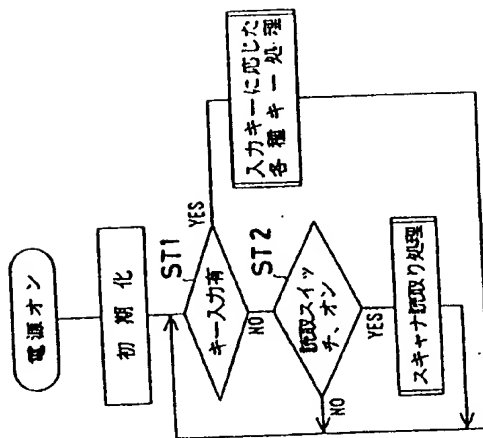 電源オン
初期化
キー入力有
ST1
YES
入力キーに応じた
各種キー処理
NO
読取スイッ
チ、オン
ST2
YES
NO
スキャナ読取り処理